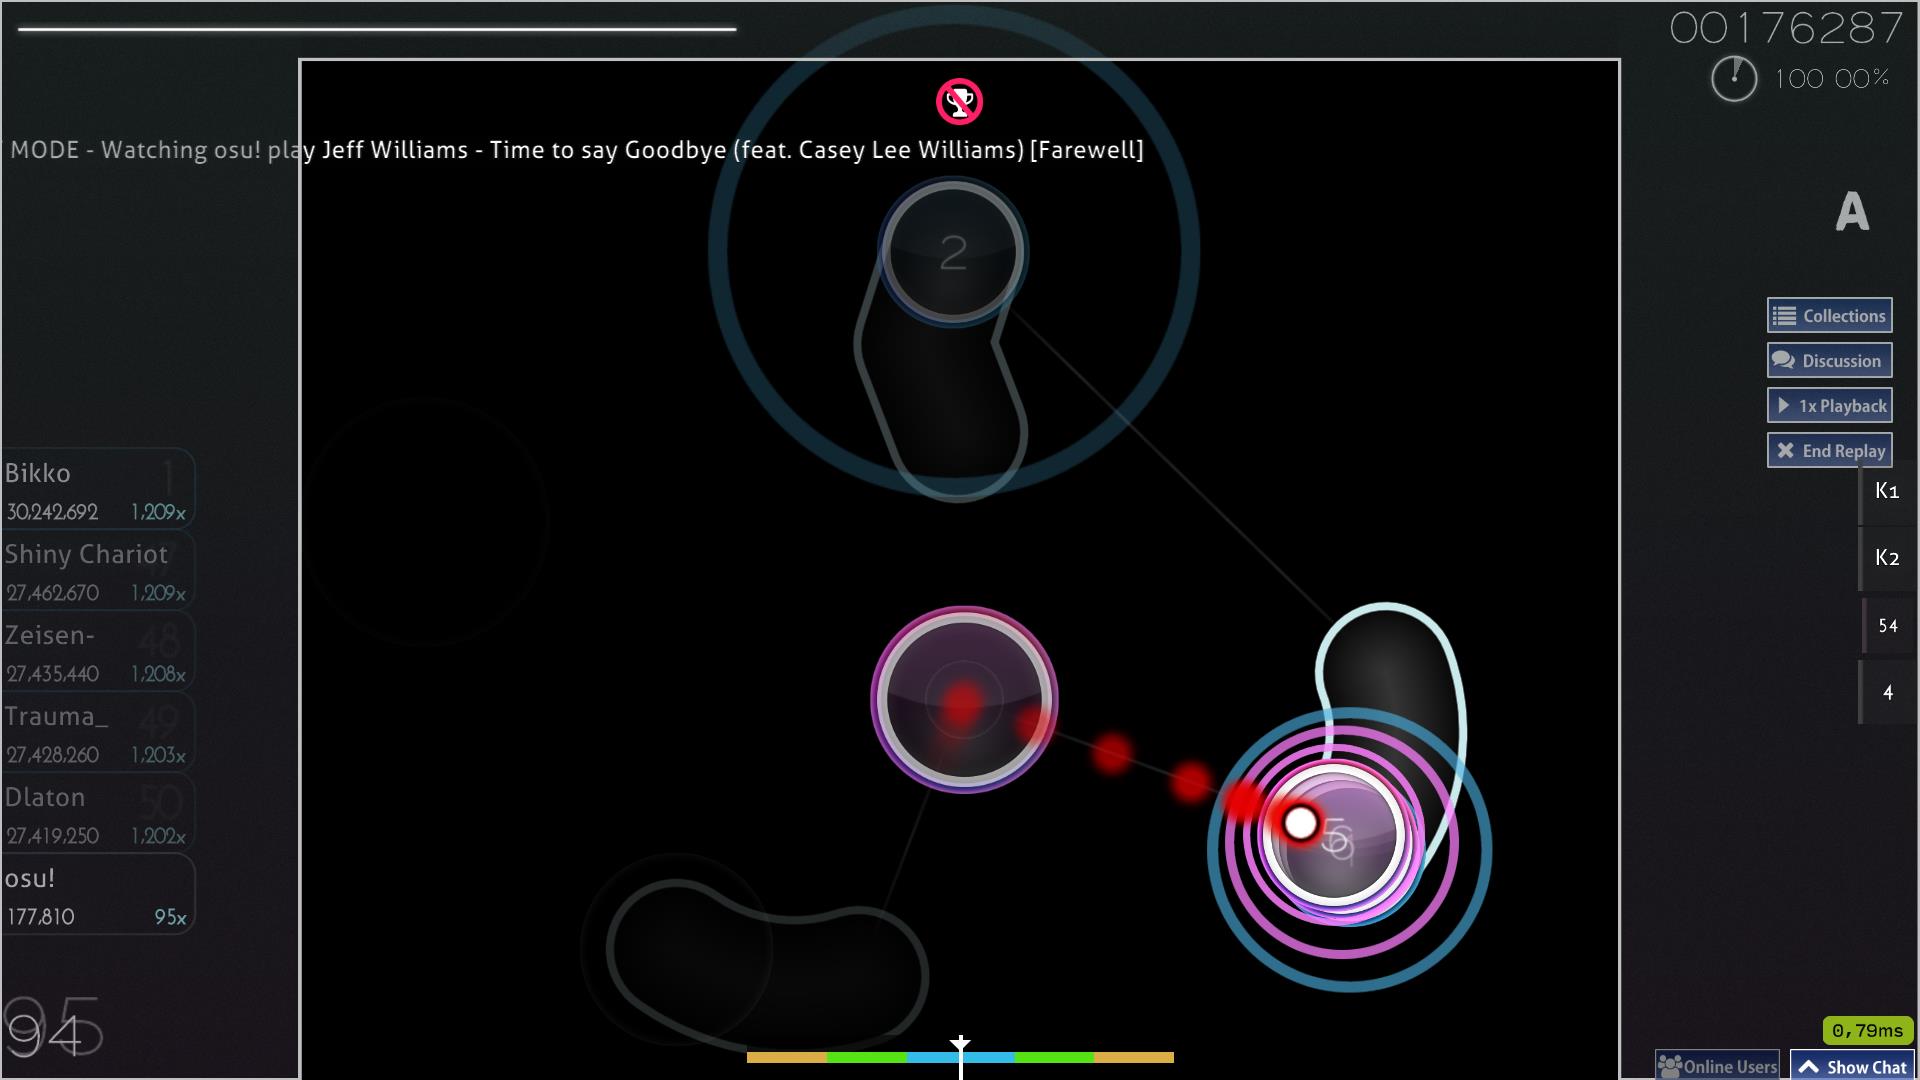 00176287
100 00%
MODE - Watching osu! play Jeff Williams - Time to say Goodbye (feat. Casey Lee Williams) [Farewell]
A
2
Collections
Discussion
1x Playback
End Replay
K1
K2
54
4
Bikko 1
30,242,692 1,209x
Shiny Chariot 47
27,462,670 1,209x
Zeisen- 48
27,435,440 1,208x
Trauma_ 49
27,428,260 1,203x
Dlaton 50
27,419,250 1,202x
osu!
177,810 95x
5
94
0,79ms
Online Users
Show Chat